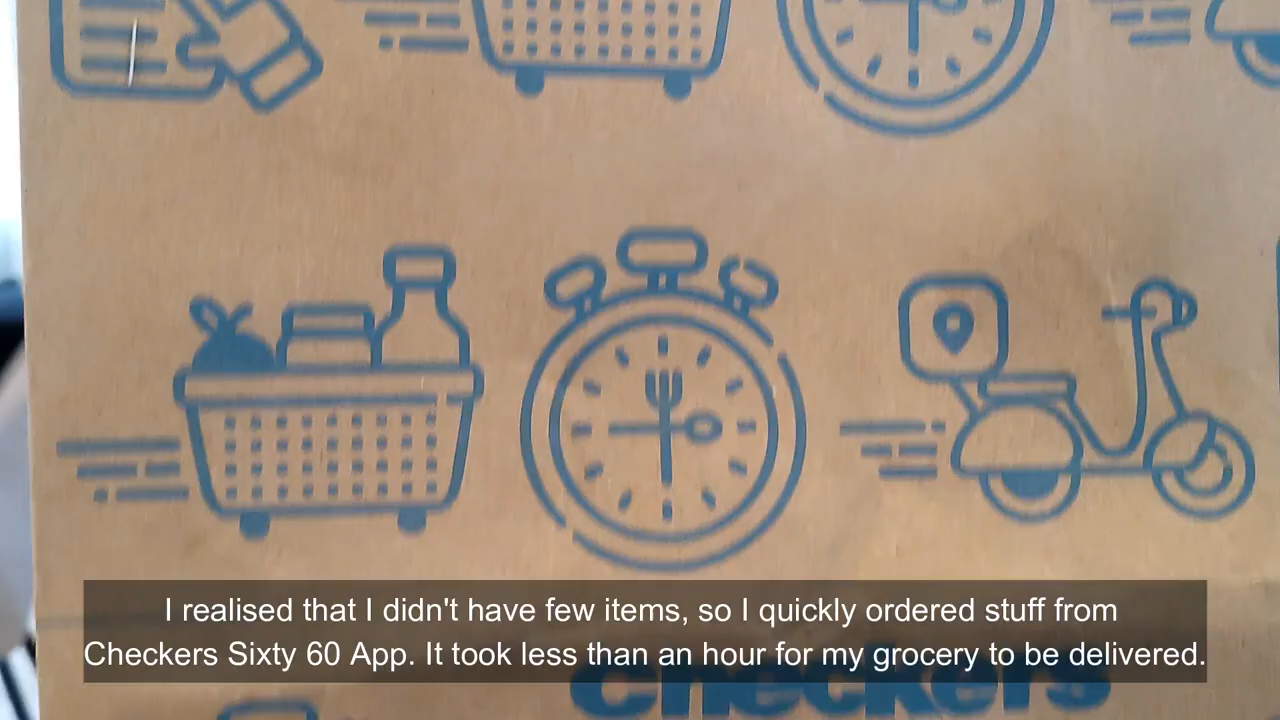 I realised that I didn't have few items, so I quickly ordered stuff from
Checkers Sixty 60 App. It took less than an hour for my grocery to be delivered.
Checkers